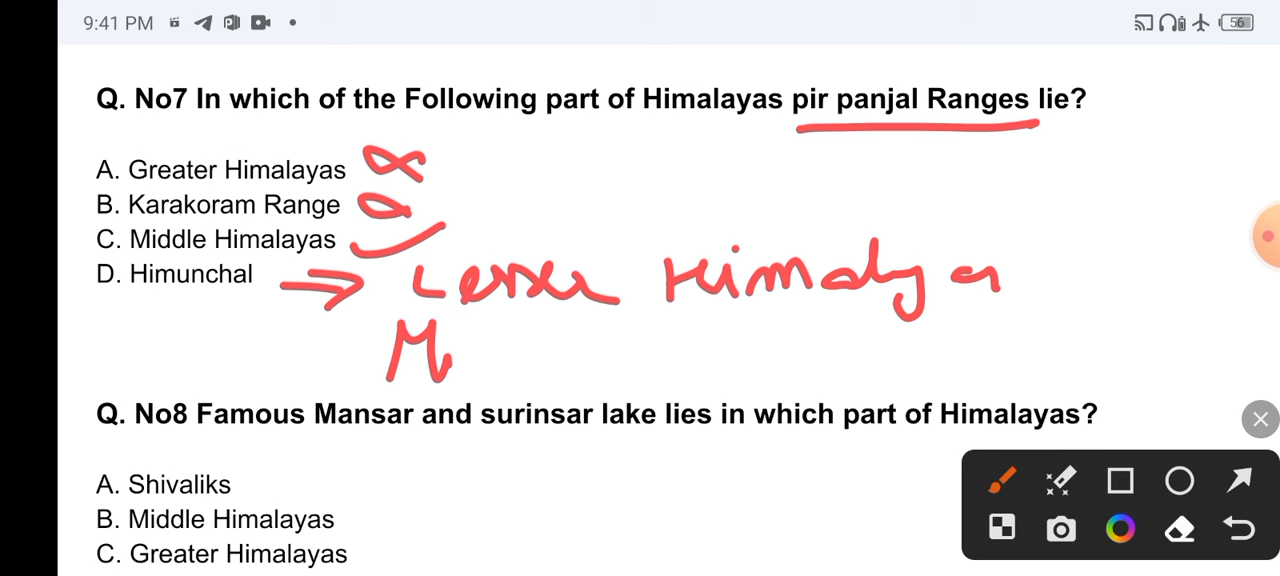 9:41 PM 56
Q. No7 In which of the Following part of Himalayas pir panjal Ranges lie?
A. Greater Himalayas
B. Karakoram Range
C. Middle Himalayas
D. Himunchal
Lesser Himalyas
M
Q. No8 Famous Mansar and surinsar lake lies in which part of Himalayas?
A. Shivaliks
B. Middle Himalayas
C. Greater Himalayas